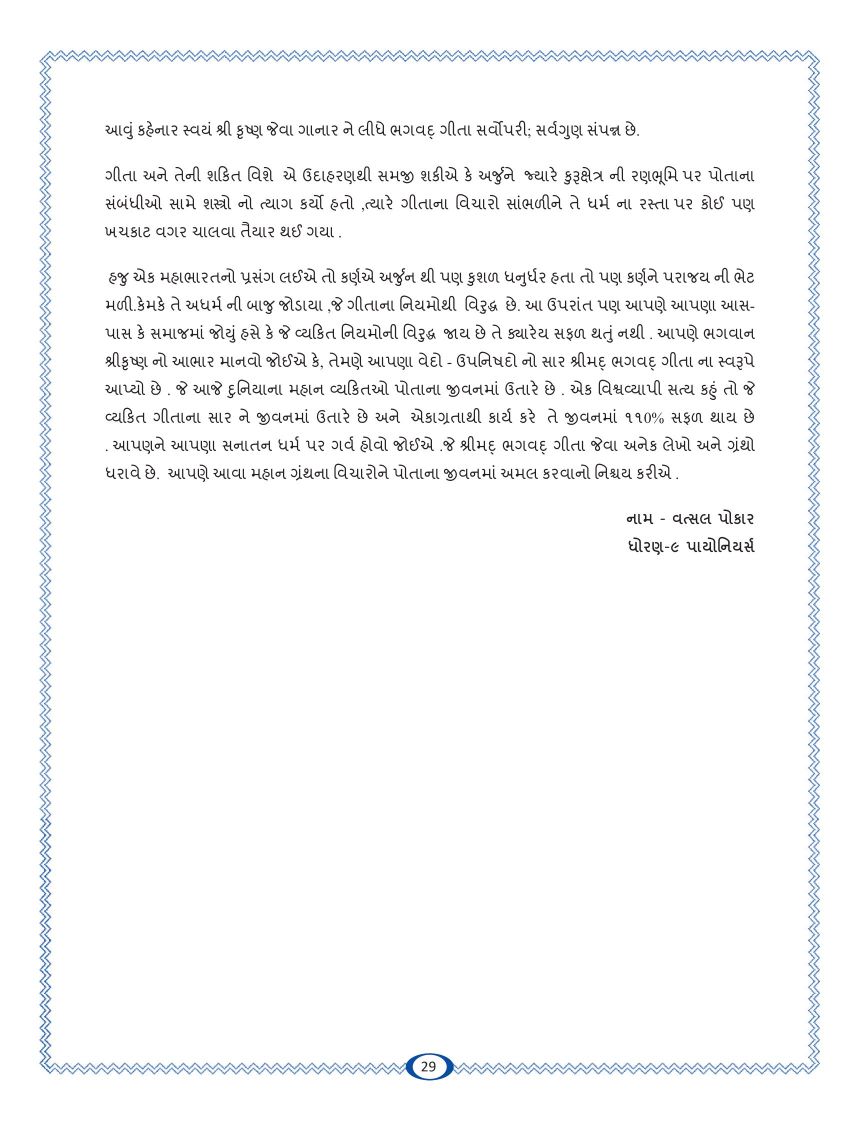 આવું કહેનાર સ્વયં શ્રી કૃષ્ણ જેવા ગાનાર ને લીધે ભગવદ્ ગીતા સર્વોપરી; સર્વગુણ સંપન્ન છે.
ગીતા અને તેની શકિત વિશે એ ઉદાહરણથી સમજી શકીએ કે અર્જુને જ્યારે કુરૂક્ષેત્ર ની રણભૂમિ પર પોતાના
સંબંધીઓ સામે શસ્ત્રો નો ત્યાગ કર્યો હતો ,ત્યારે ગીતાના વિચારો સાંભળીને તે ધર્મ ના રસ્તા પર કોઈ પણ
ખચકાટ વગર ચાલવા તૈયાર થઈ ગયા .
હજુ એક મહાભારતનો પ્રસંગ લઈએ તો કર્ણએ અર્જુન થી પણ કુશળ ધનુર્ધર હતા તો પણ કર્ણને પરાજય ની ભેટ
મળી.કેમકે તે અધર્મ ની બાજુ જોડાયા ,જે ગીતાના નિયમોથી વિરુદ્ધ છે. આ ઉપરાંત પણ આપણે આપણા આસ-
પાસ કે સમાજમાં જોયું હસે કે જે વ્યકિત નિયમોની વિરુદ્ધ જાય છે તે ક્યારેય સફળ થતું નથી . આપણે ભગવાન
શ્રીકૃષ્ણ નો આભાર માનવો જોઈએ કે, તેમણે આપણા વેદો - ઉપનિષદો નો સાર શ્રીમદ્ ભગવદ્ ગીતા ના સ્વરૂપે
આપ્યો છે . જે આજે દુનિયાના મહાન વ્યકિતઓ પોતાના જીવનમાં ઉતારે છે . એક વિશ્વવ્યાપી સત્ય કહું તો જે
વ્યકિત ગીતાના સાર ને જીવનમાં ઉતારે છે અને એકાગ્રતાથી કાર્ય કરે તે જીવનમાં ૧૧0% સફળ થાય છે
. આપણને આપણા સનાતન ધર્મ પર ગર્વ હોવો જોઈએ .જે શ્રીમદ્ ભગવદ્ ગીતા જેવા અનેક લેખો અને ગ્રંથો
ધરાવે છે. આપણે આવા મહાન ગ્રંથના વિચારોને પોતાના જીવનમાં અમલ કરવાનો નિશ્ચય કરીએ .
નામ - વત્સલ પોકાર
ધોરણ-૯ પાયોનિયર્સ
29